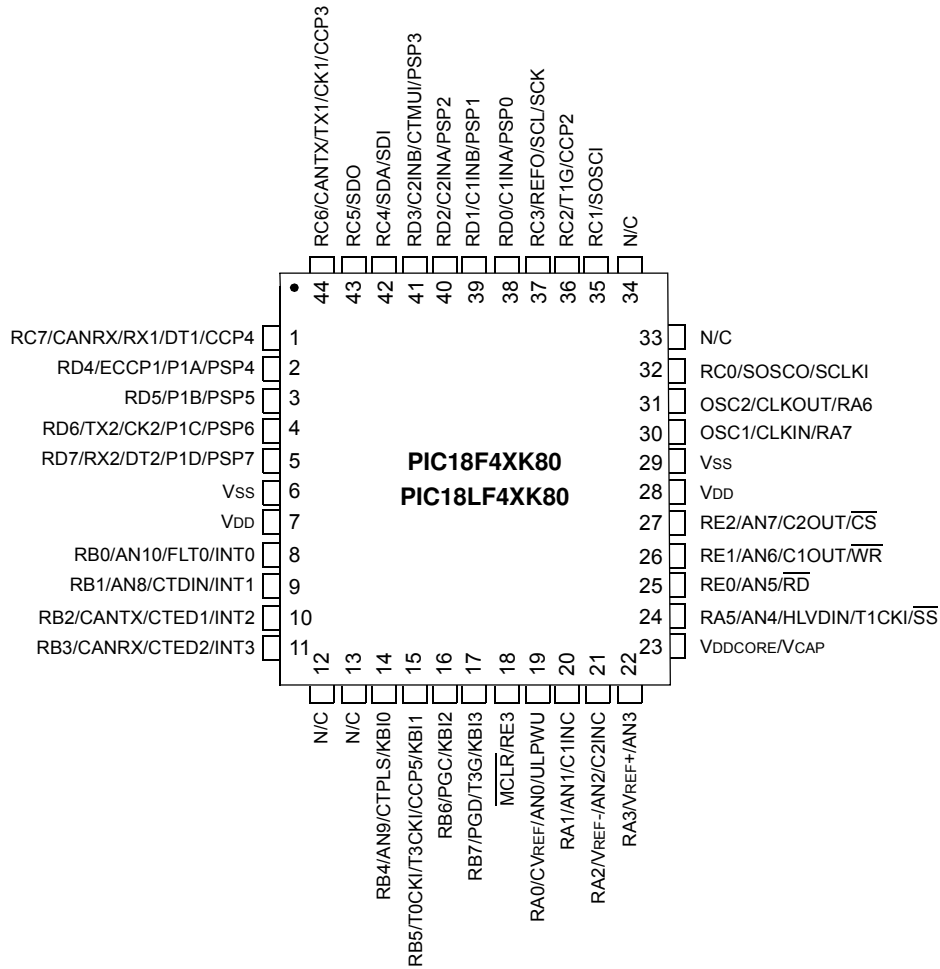 RC6/CANTX/TX1/CK1/CCP3
RC5/SDO
RC4/SDA/SDI
RD3/C2INB/CTMUI/PSP3
RD2/C2INA/PSP2
RD1/C1INB/PSP1
RD0/C1INA/PSP0
RC3/REFO/SCL/SCK
RC2/T1G/CCP2
RC1/SOSCI
N/C
44
43
42
41
40
39
38
37
36
35
34
RC7/CANRX/RX1/DT1/CCP4 1
RD4/ECCP1/P1A/PSP4 2
RD5/P1B/PSP5 3
RD6/TX2/CK2/P1C/PSP6 4
RD7/RX2/DT2/P1D/PSP7 5
VSS 6
VDD 7
RB0/AN10/FLT0/INT0 8
RB1/AN8/CTDIN/INT1 9
RB2/CANTX/CTED1/INT2 10
RB3/CANRX/CTED2/INT3 11
PIC18F4XK80
PIC18LF4XK80
33 N/C
32 RC0/SOSCO/SCLKI
31 OSC2/CLKOUT/RA6
30 OSC1/CLKIN/RA7
29 VSS
28 VDD
27 RE2/AN7/C2OUT/C̅S̅
26 RE1/AN6/C1OUT/W̅R̅
25 RE0/AN5/R̅D̅
24 RA5/AN4/HLVDIN/T1CKI/S̅S̅
23 VDDCORE/VCAP
12
13
14
15
16
17
18
19
20
21
22
N/C
N/C
RB4/AN9/CTPLS/KBI0
RB5/T0CKI/T3CKI/CCP5/KBI1
RB6/PGC/KBI2
RB7/PGD/T3G/KBI3
M̅C̅L̅R̅/RE3
RA0/CVREF/AN0/ULPWU
RA1/AN1/C1INC
RA2/VREF-/AN2/C2INC
RA3/VREF+/AN3